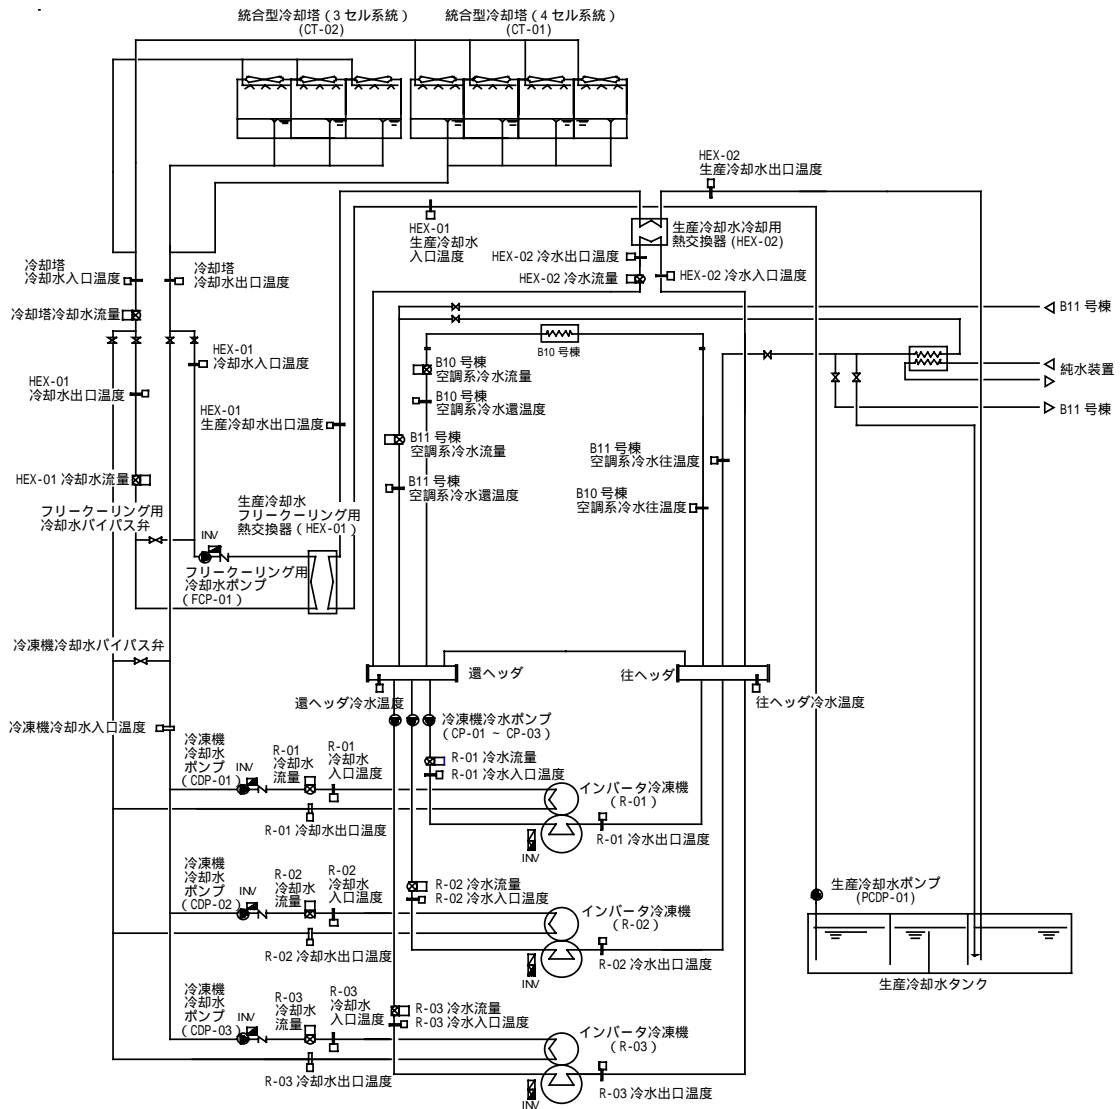 統合型冷却塔（3セル系統）
(CT-02)
統合型冷却塔（4セル系統）
(CT-01)
HEX-02
生産冷却水出口温度
HEX-01
生産冷却水
入口温度
生産冷却水冷却用
熱交換器(HEX-02)
HEX-02 冷水出口温度
HEX-02 冷水流量
HEX-02 冷水入口温度
冷却塔
冷却水入口温度
冷却塔
冷却水出口温度
冷却塔冷却水流量
B11 号棟
B10 号棟
純水装置
B11 号棟
HEX-01
冷却水入口温度
HEX-01
冷却水出口温度
B10 号棟
空調系冷水流量
B10 号棟
空調系冷水還温度
HEX-01
生産冷却水出口温度
B11 号棟
空調系冷水流量
B11 号棟
空調系冷水還温度
B11 号棟
空調系冷水往温度
B10 号棟
空調系冷水往温度
HEX-01 冷却水流量
フリークーリング用
冷却水バイパス弁
生産冷却水
フリークーリング用
熱交換器（HEX-01）
INV
フリークーリング用
冷却水ポンプ
（FCP-01）
冷凍機冷却水バイパス弁
還ヘッダ
往ヘッダ
還ヘッダ冷水温度
往ヘッダ冷水温度
冷凍機冷却水入口温度
冷凍機冷水ポンプ
（CP-01 ~ CP-03）
冷凍機
冷却水
ポンプ
(CDP-01)
INV
R-01
冷却水
流量
R-01
冷却水
入口温度
R-01 冷水流量
R-01 冷水入口温度
インバータ冷凍機
（R-01）
R-01 冷却水出口温度
R-01 冷水出口温度
INV
冷凍機
冷却水
ポンプ
(CDP-02)
INV
R-02
冷却水
流量
R-02
冷却水
入口温度
R-02 冷水流量
R-02 冷水入口温度
インバータ冷凍機
（R-02）
R-02 冷却水出口温度
R-02 冷水出口温度
INV
生産冷却水ポンプ
(PCDP-01)
生産冷却水タンク
冷凍機
冷却水
ポンプ
(CDP-03)
INV
R-03
冷却水
流量
R-03
冷却水
入口温度
R-03 冷水流量
R-03 冷水入口温度
インバータ冷凍機
（R-03）
R-03 冷却水出口温度
R-03 冷水出口温度
INV